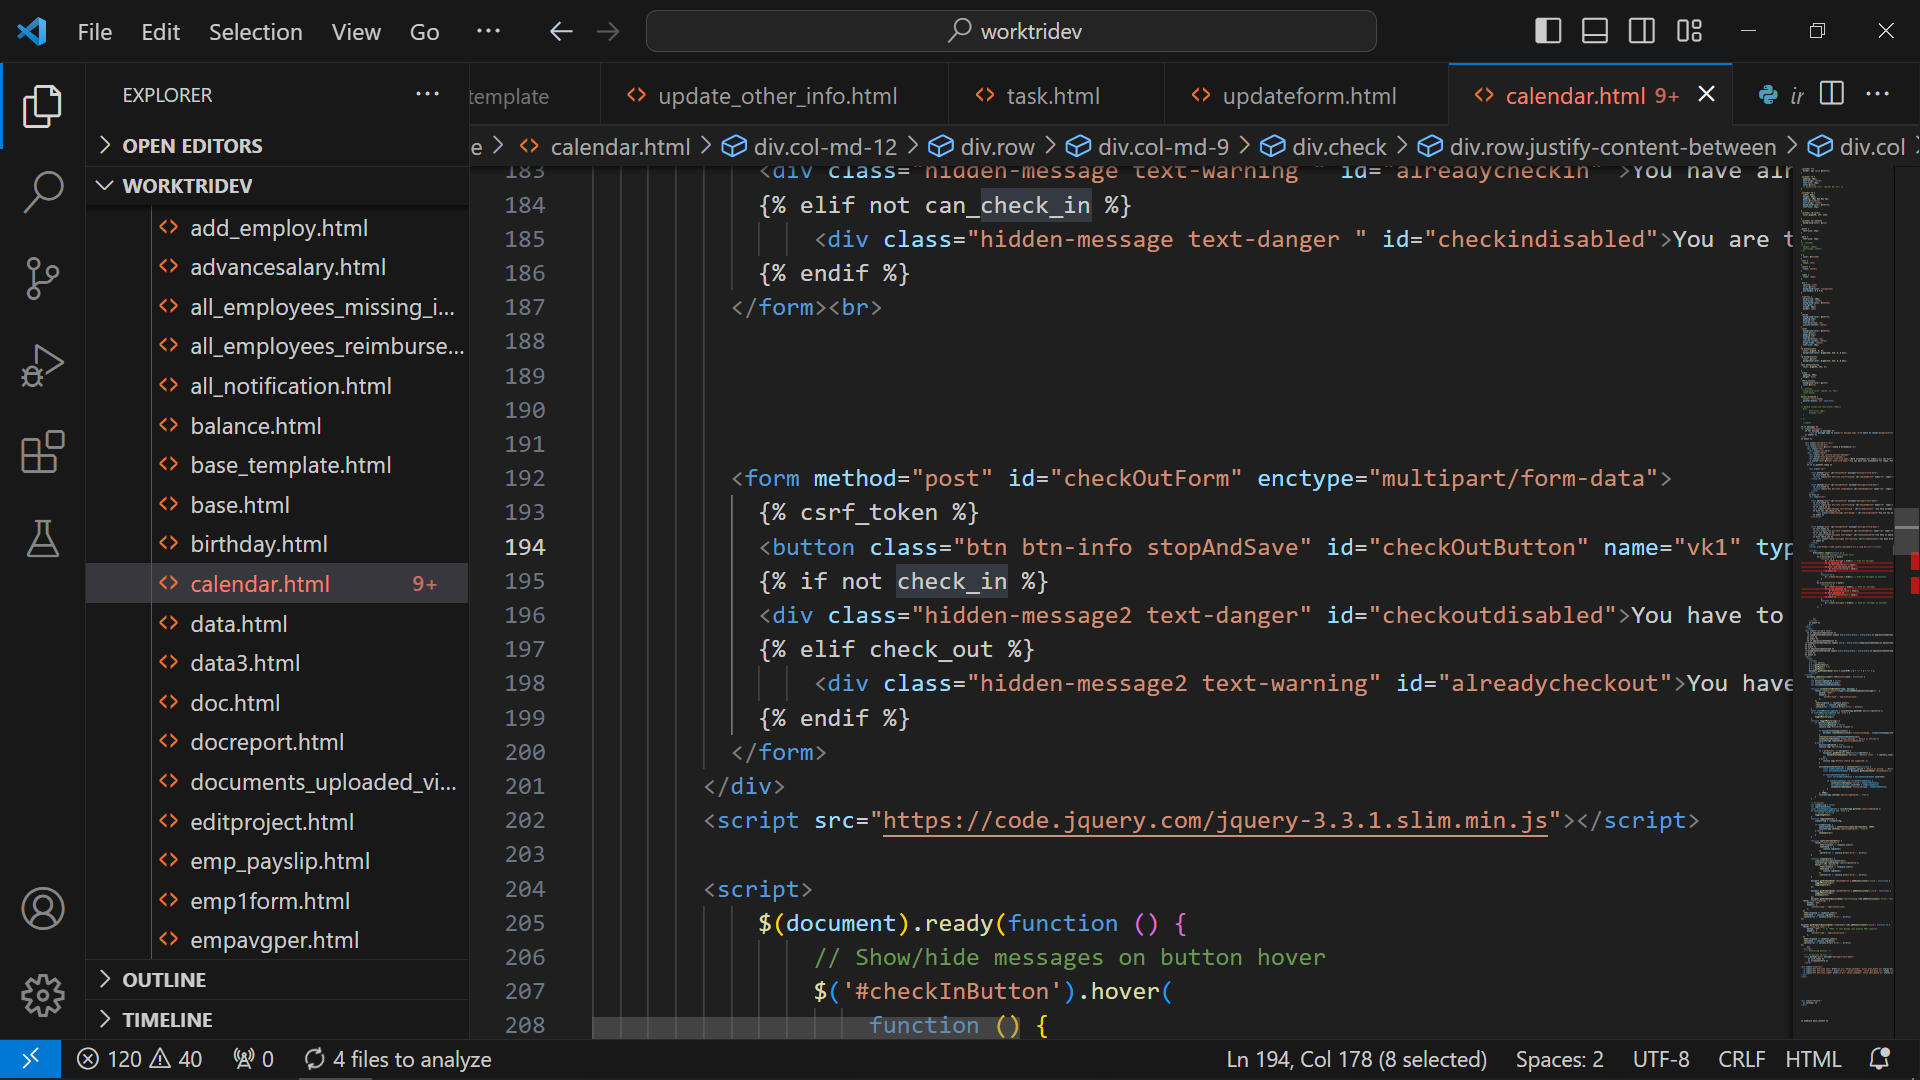 File Edit Selection View Go ··· worktridev
EXPLORER ···
template update_other_info.html task.html updateform.html calendar.html 9+ ir ···
OPEN EDITORS
e > calendar.html > div.col-md-12 > div.row > div.col-md-9 > div.check > div.row.justify-content-between > div.col
WORKTRIDEV
add_employ.html
advancesalary.html
all_employees_missing_i...
all_employees_reimburse...
all_notification.html
balance.html
base_template.html
base.html
birthday.html
calendar.html 9+
data.html
data3.html
doc.html
docreport.html
documents_uploaded_vi...
editproject.html
emp_payslip.html
emp1form.html
empavgper.html
OUTLINE
TIMELINE
183 <div class="hidden-message text-warning " id="alreadycheckin" >You have alr
184 {% elif not can_check_in %}
185 <div class="hidden-message text-danger " id="checkindisabled">You are t
186 {% endif %}
187 </form><br>
188
189
190
191
192 <form method="post" id="checkOutForm" enctype="multipart/form-data">
193 {% csrf_token %}
194 <button class="btn btn-info stopAndSave" id="checkOutButton" name="vk1" typ
195 {% if not check_in %}
196 <div class="hidden-message2 text-danger" id="checkoutdisabled">You have to
197 {% elif check_out %}
198 <div class="hidden-message2 text-warning" id="alreadycheckout">You have
199 {% endif %}
200 </form>
201 </div>
202 <script src="https://code.jquery.com/jquery-3.3.1.slim.min.js"></script>
203
204 <script>
205 $(document).ready(function () {
206 // Show/hide messages on button hover
207 $('#checkInButton').hover(
208 function () {
120 40 0 4 files to analyze Ln 194, Col 178 (8 selected) Spaces: 2 UTF-8 CRLF HTML